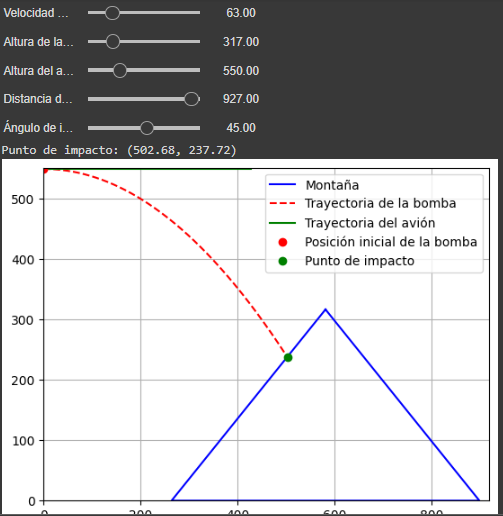 Velocidad ... 63.00
Altura de la... 317.00
Altura del a... 550.00
Distancia d... 927.00
Ángulo de i... 45.00
Punto de impacto: (502.68, 237.72)
Montaña
Trayectoria de la bomba
Trayectoria del avión
Posición inicial de la bomba
Punto de impacto
500
400
300
200
100
0
0 200 400 600 800